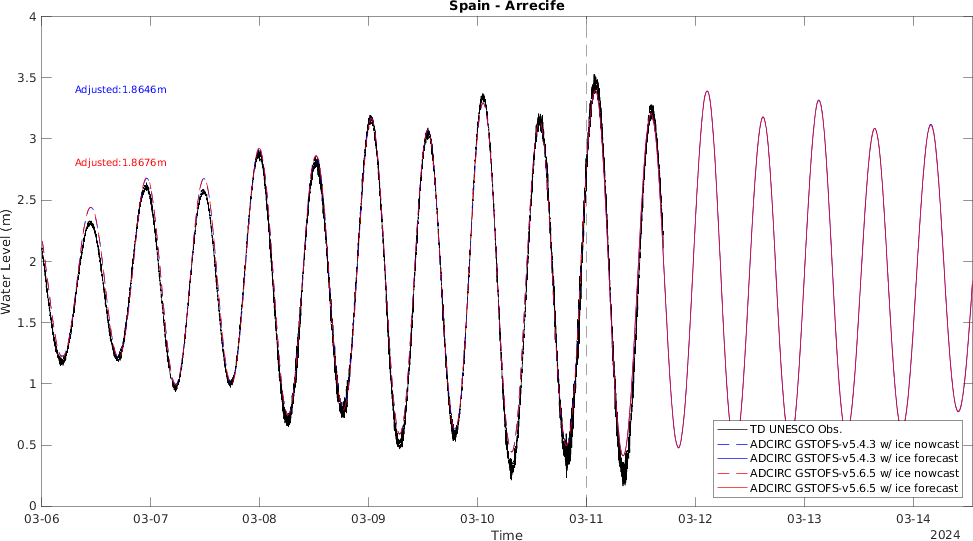 Spain - Arrecife
4
3.5
3
2.5
2
1.5
1
0.5
0
Water Level (m)
Adjusted:1.8646m
Adjusted:1.8676m
TD UNESCO Obs.
ADCIRC GSTOFS-v5.4.3 w/ ice nowcast
ADCIRC GSTOFS-v5.4.3 w/ ice forecast
ADCIRC GSTOFS-v5.6.5 w/ ice nowcast
ADCIRC GSTOFS-v5.6.5 w/ ice forecast
03-06 03-07 03-08 03-09 03-10 03-11 03-12 03-13 03-14
Time
2024